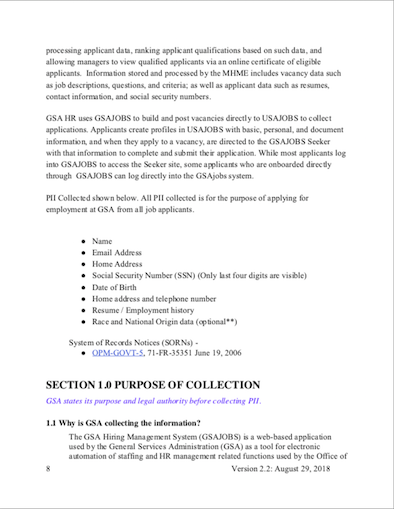 processing applicant data, ranking applicant qualifications based on such data, and
allowing managers to view qualified applicants via an online certificate of eligible
applicants. Information stored and processed by the MHME includes vacancy data such
as job descriptions, questions, and criteria; as well as applicant data such as resumes,
contact information, and social security numbers.
GSA HR uses GSAJOBS to build and post vacancies directly to USAJOBS to collect
applications. Applicants create profiles in USAJOBS with basic, personal, and document
information, and when they apply to a vacancy, are directed to the GSAJOBS Seeker
with that information to complete and submit their application. While most applicants log
into GSAJOBS to access the Seeker site, some applicants who are onboarded directly
through GSAJOBS can log directly into the GSAjobs system.
PII Collected shown below. All PII collected is for the purpose of applying for
employment at GSA from all job applicants.
● Name
● Email Address
● Home Address
● Social Security Number (SSN) (Only last four digits are visible)
● Date of Birth
● Home address and telephone number
● Resume / Employment history
● Race and National Origin data (optional**)
System of Records Notices (SORNs) -
● OPM-GOVT-5, 71-FR-35351 June 19, 2006
SECTION 1.0 PURPOSE OF COLLECTION
GSA states its purpose and legal authority before collecting PII.
1.1 Why is GSA collecting the information?
The GSA Hiring Management System (GSAJOBS) is a web-based application
used by the General Services Administration (GSA) as a tool for electronic
automation of staffing and HR management related functions used by the Office of
8 Version 2.2: August 29, 2018